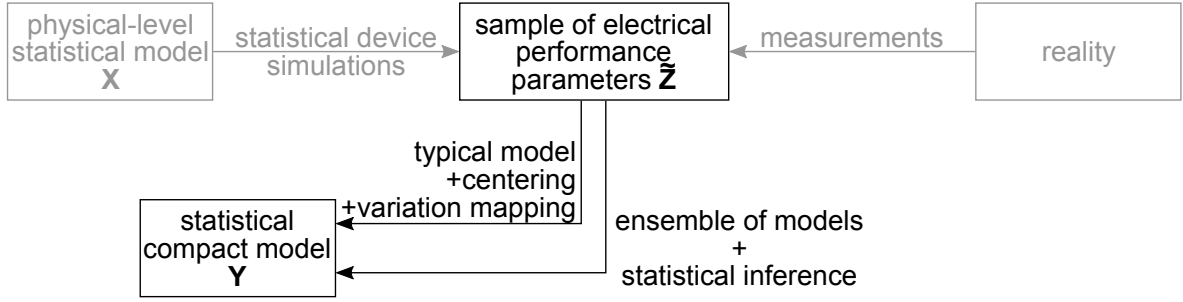 physical-level
statistical model
X
statistical device
simulations
sample of electrical
performance
parameters Z̃
measurements
reality
typical model
+centering
+variation mapping
statistical
compact model
Y
ensemble of models
+
statistical inference